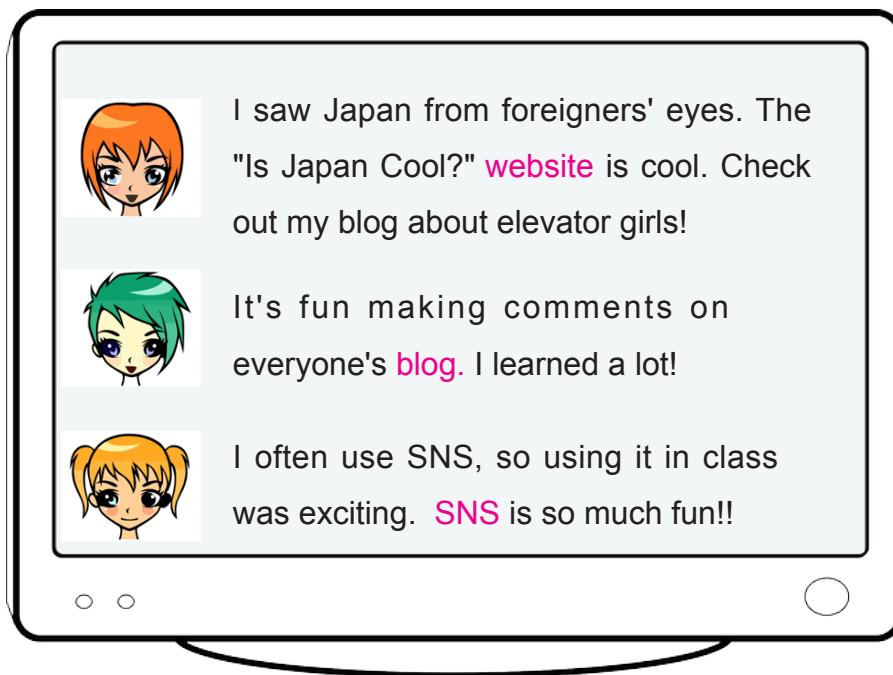 I saw Japan from foreigners' eyes. The
"Is Japan Cool?" website is cool. Check
out my blog about elevator girls!
It's fun making comments on
everyone's blog. I learned a lot!
I often use SNS, so using it in class
was exciting. SNS is so much fun!!